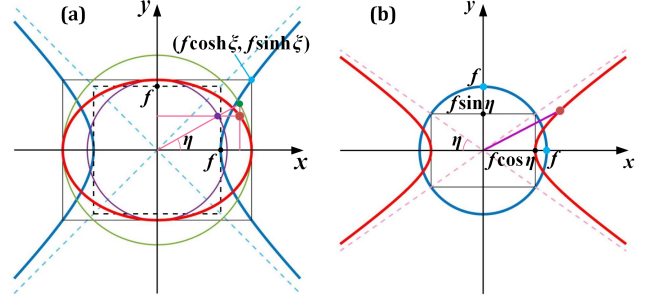 (a)
y
(f cosh ξ, f sinh ξ)
f
η
f
x
(b)
y
f
f sin η
η
f cos η
f
x